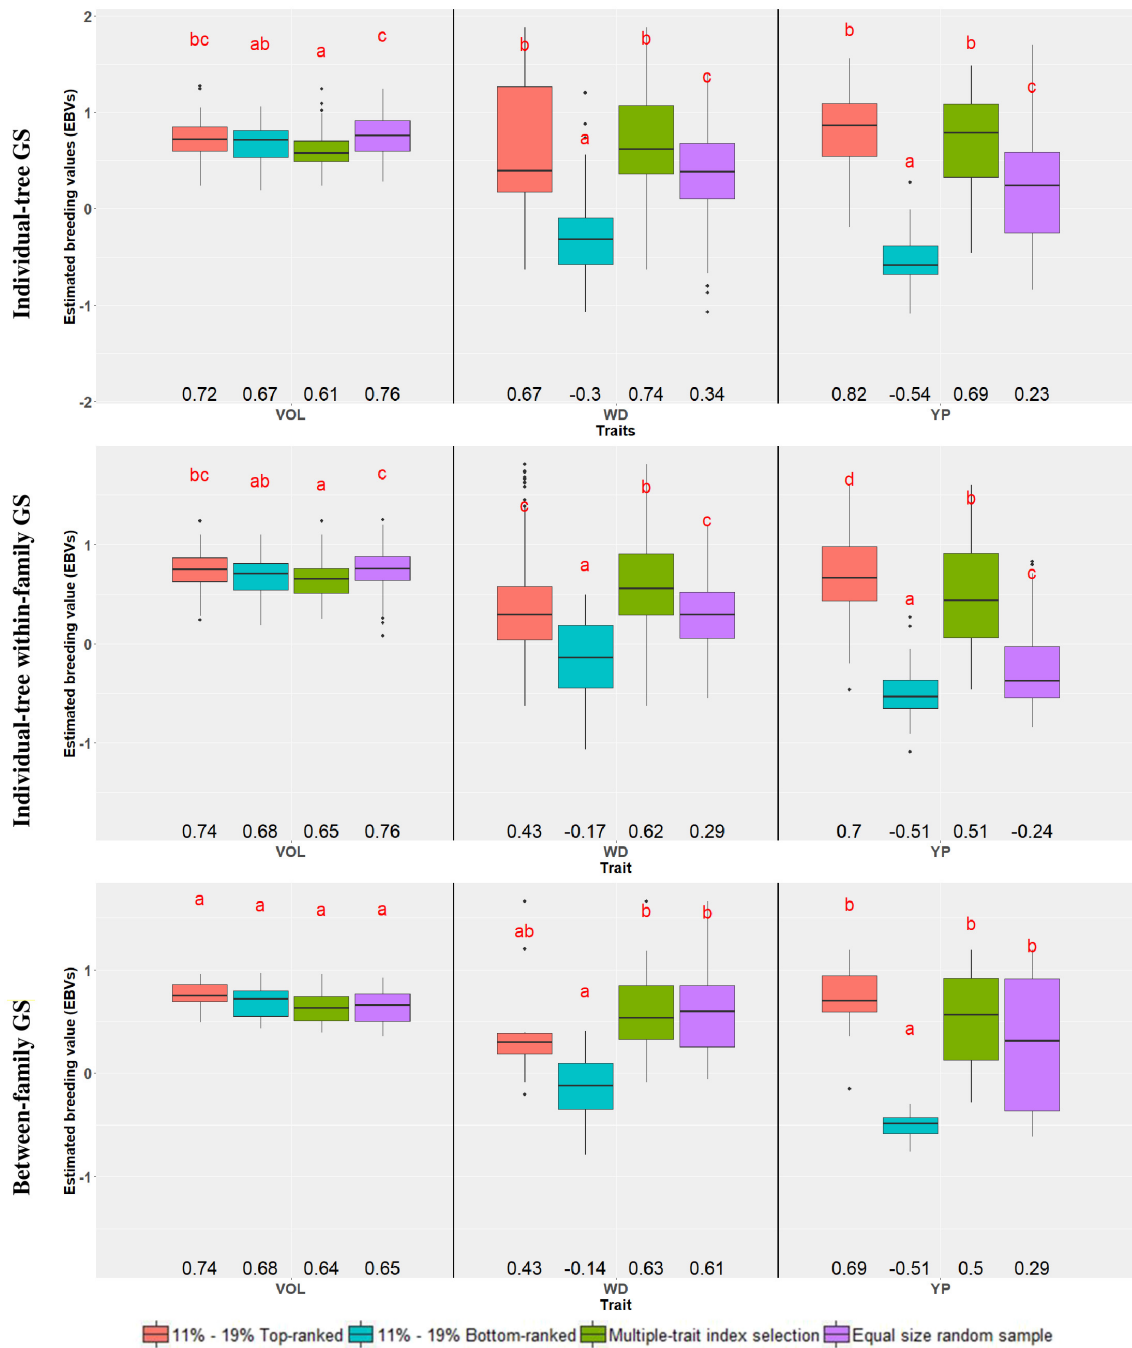 Individual-tree GS
Estimated breeding values (EBVs)
2
1
0
-1
-2
bc ab a c
b a b c
b a b c
0.72 0.67 0.61 0.76
0.67 -0.3 0.74 0.34
0.82 -0.54 0.69 0.23
VOL WD YP
Traits
Individual-tree within-family GS
Estimated breeding value (EBVs)
1
0
-1
bc ab a c
c a b c
d a b c
0.74 0.68 0.65 0.76
0.43 -0.17 0.62 0.29
0.7 -0.51 0.51 -0.24
VOL WD YP
Trait
Between-family GS
Estimated breeding value (EBVs)
1
0
-1
a a a a
ab a b b
b a b b
0.74 0.68 0.64 0.65
0.43 -0.14 0.63 0.61
0.69 -0.51 0.5 0.29
VOL WD YP
Trait
11% - 19% Top-ranked 11% - 19% Bottom-ranked Multiple-trait index selection Equal size random sample